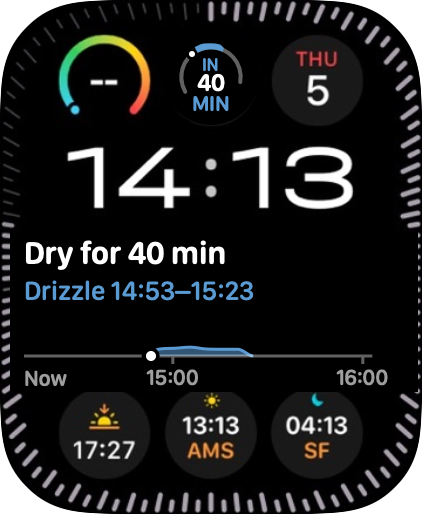 --
IN
40
MIN
THU
5
14:13
Dry for 40 min
Drizzle 14:53–15:23
Now 15:00 16:00
17:27
13:13
AMS
04:13
SF